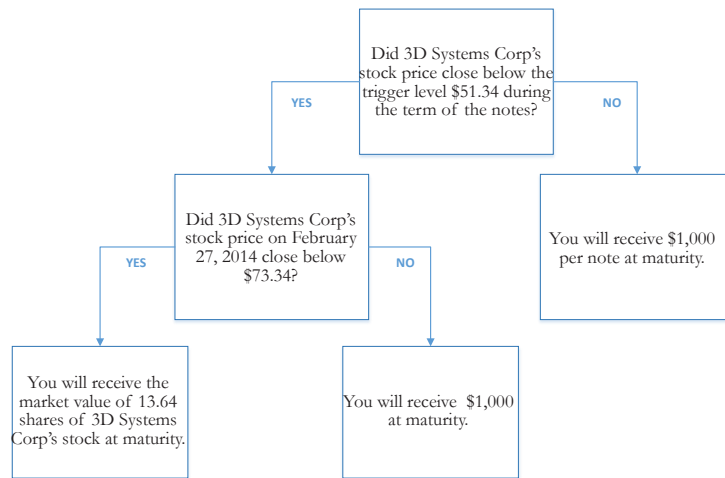 Did 3D Systems Corp's
stock price close below the
trigger level $51.34 during
the term of the notes?
YES
NO
Did 3D Systems Corp's
stock price on February
27, 2014 close below
$73.34?
You will receive $1,000
per note at maturity.
YES
NO
You will receive the
market value of 13.64
shares of 3D Systems
Corp's stock at maturity.
You will receive $1,000
at maturity.